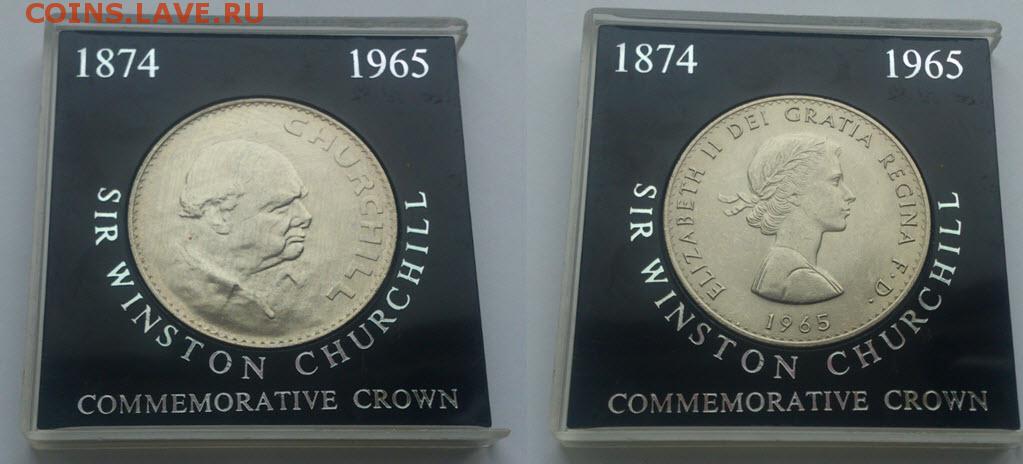 COINS.LAVE.RU
1874 1965
CHURCHILL
SIR WINSTON CHURCHILL
COMMEMORATIVE CROWN
1874 1965
ELIZABETH II DEI GRATIA REGINA F.D.
1965
SIR WINSTON CHURCHILL
COMMEMORATIVE CROWN